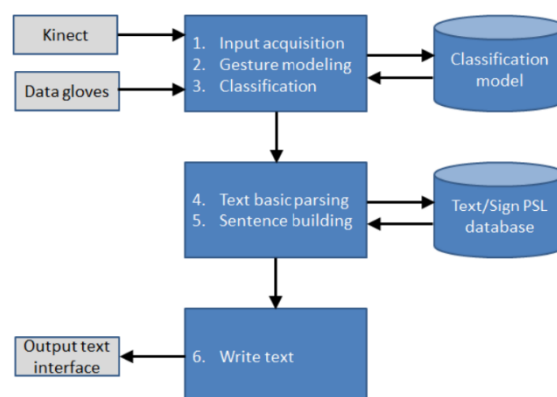 Kinect
Data gloves
1. Input acquisition
2. Gesture modeling
3. Classification
Classification
model
4. Text basic parsing
5. Sentence building
Text/Sign PSL
database
Output text
interface
6. Write text